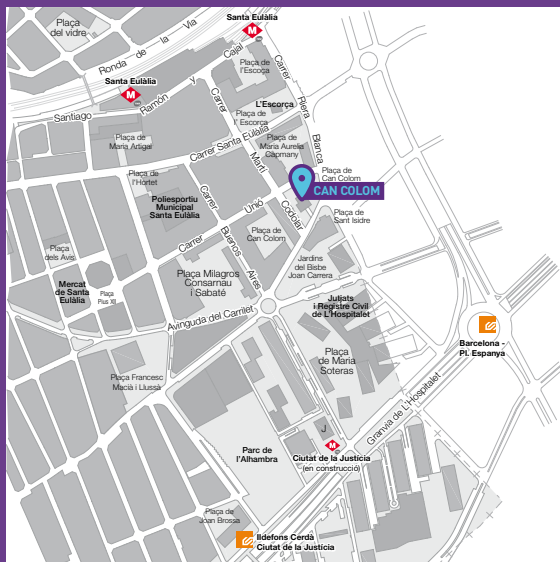 Plaça
del vidre
Santa Eulàlia
M
Ronda de la Via
Carrer
Riera
Blanca
Plaça de
l'Escoça
Santa Eulàlia
M
Santiago Ramón y Cajal
L'Escorça
Plaça de
l' Escorça
Plaça de
Maria Artigal
Carrer Santa Eulàlia
Plaça de
Maria Aurelia
Capmany
Carrer
Martí
Codolar
Plaça de
l'Hortet
Plaça de
Can Colom
CAN COLOM
Poliesportiu
Municipal
Santa Eulàlia
Carrer Unió
Plaça de
Sant Isidre
Carrer
Buenos
Aires
Plaça de
Can Colom
Plaça
dels Avis
Jardins
del Bisbe
Joan Carrera
Plaça Milagros
Consarnau
i Sabaté
Mercat
de Santa
Eulàlia
Plaça
Pius XII
Jutjats
i Registre Civil
de L'Hospitalet
Avinguda del Carrilet
Barcelona -
Pl. Espanya
Plaça
de Maria
Soteras
Plaça Francesc
Macià i Llussà
Granvia de L'Hospitalet
J
M
Parc de
l'Alhambra
Ciutat de la Justícia
(en construcció)
Plaça de
Joan Brossa
Ildefons Cerdà
Ciutat de la Justícia